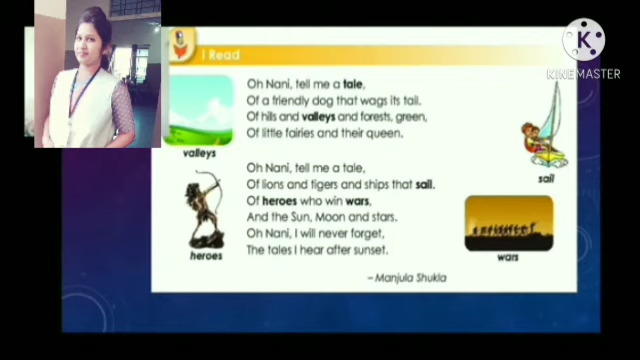 I Read
K
KINEMASTER
Oh Nani, tell me a tale,
Of a friendly dog that wags its tail.
Of hills and valleys and forests, green,
Of little fairies and their queen.
valleys
sail
Oh Nani, tell me a tale,
Of lions and tigers and ships that sail.
Of heroes who win wars,
And the Sun, Moon and stars.
Oh Nani, I will never forget,
The tales I hear after sunset.
heroes
wars
– Manjula Shukla